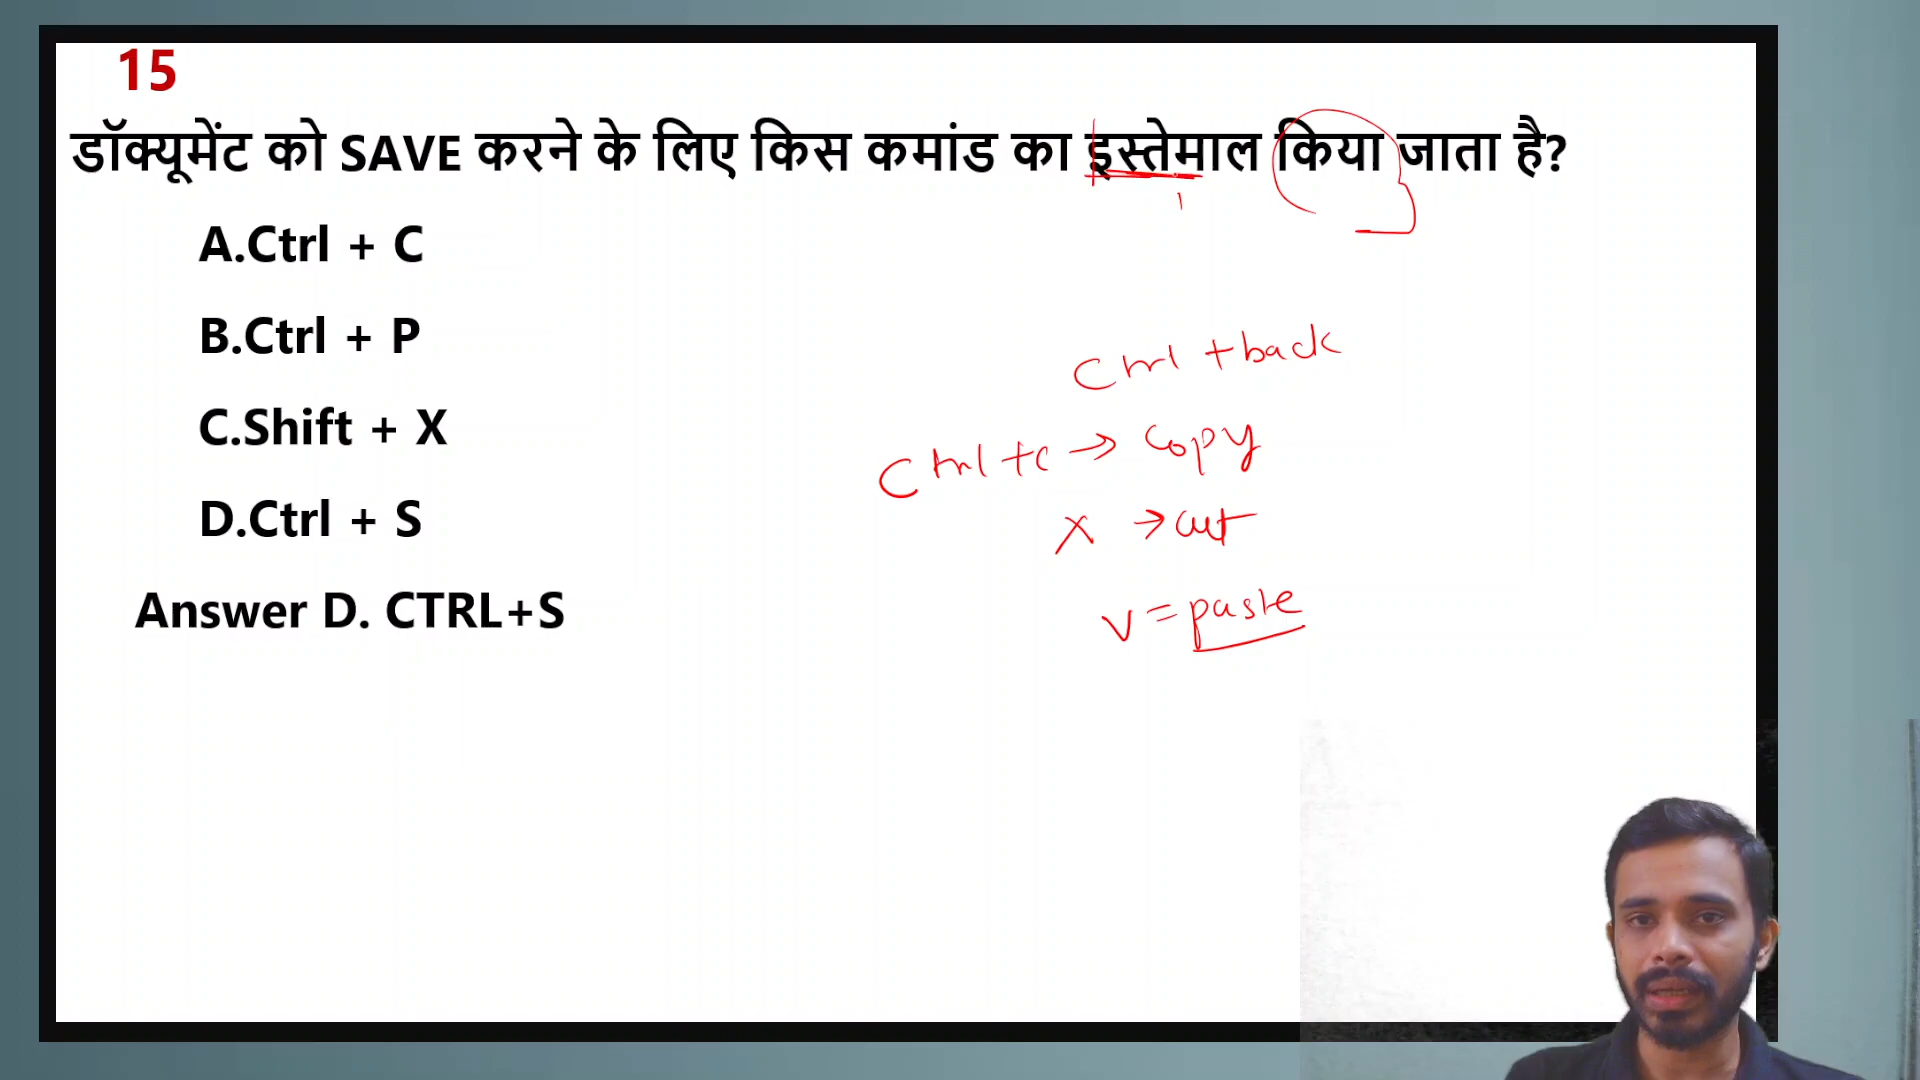 15
डॉक्यूमेंट को SAVE करने के लिए किस कमांड का इस्तेमाल किया जाता है?
A.Ctrl + C
B.Ctrl + P
C.Shift + X
D.Ctrl + S
Answer D. CTRL+S
Ctrl + back
Ctrl + c → copy
X → cut
V = paste